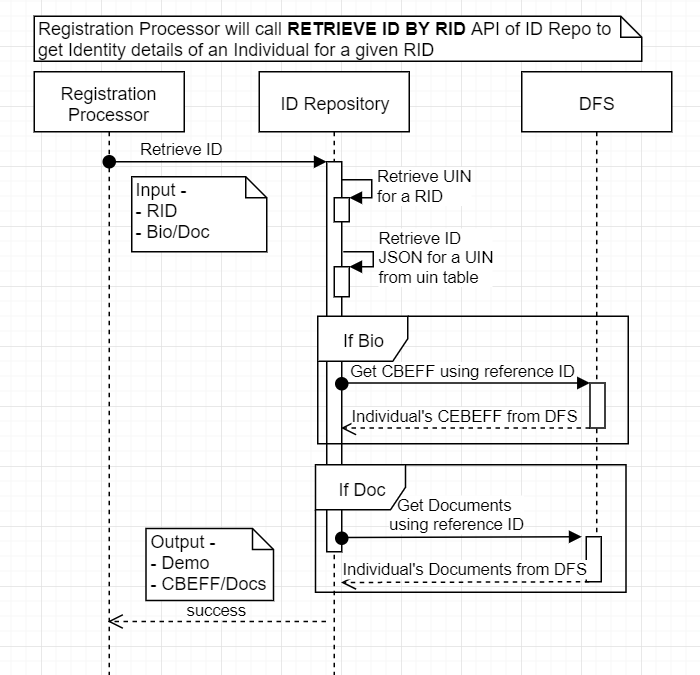 Registration Processor will call RETRIEVE ID BY RID API of ID Repo to
get Identity details of an Individual for a given RID
Registration
Processor
ID Repository
DFS
Retrieve ID
Input -
- RID
- Bio/Doc
Retrieve UIN
for a RID
Retrieve ID
JSON for a UIN
from uin table
If Bio
Get CBEFF using reference ID
Individual's CEBEFF from DFS
If Doc
Get Documents
using reference ID
Individual's Documents from DFS
Output -
- Demo
- CBEFF/Docs
success